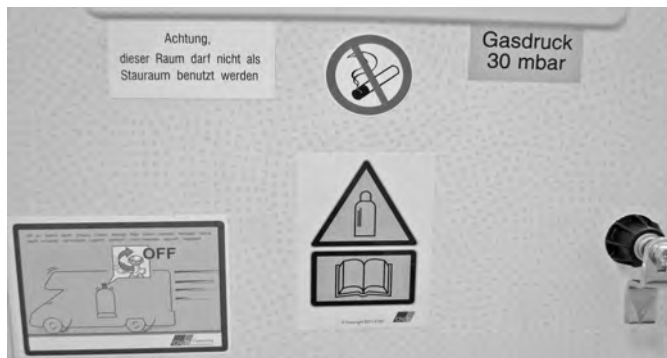 Achtung,
dieser Raum darf nicht als
Stauraum benutzt werden
Gasdruck
30 mbar
OFF